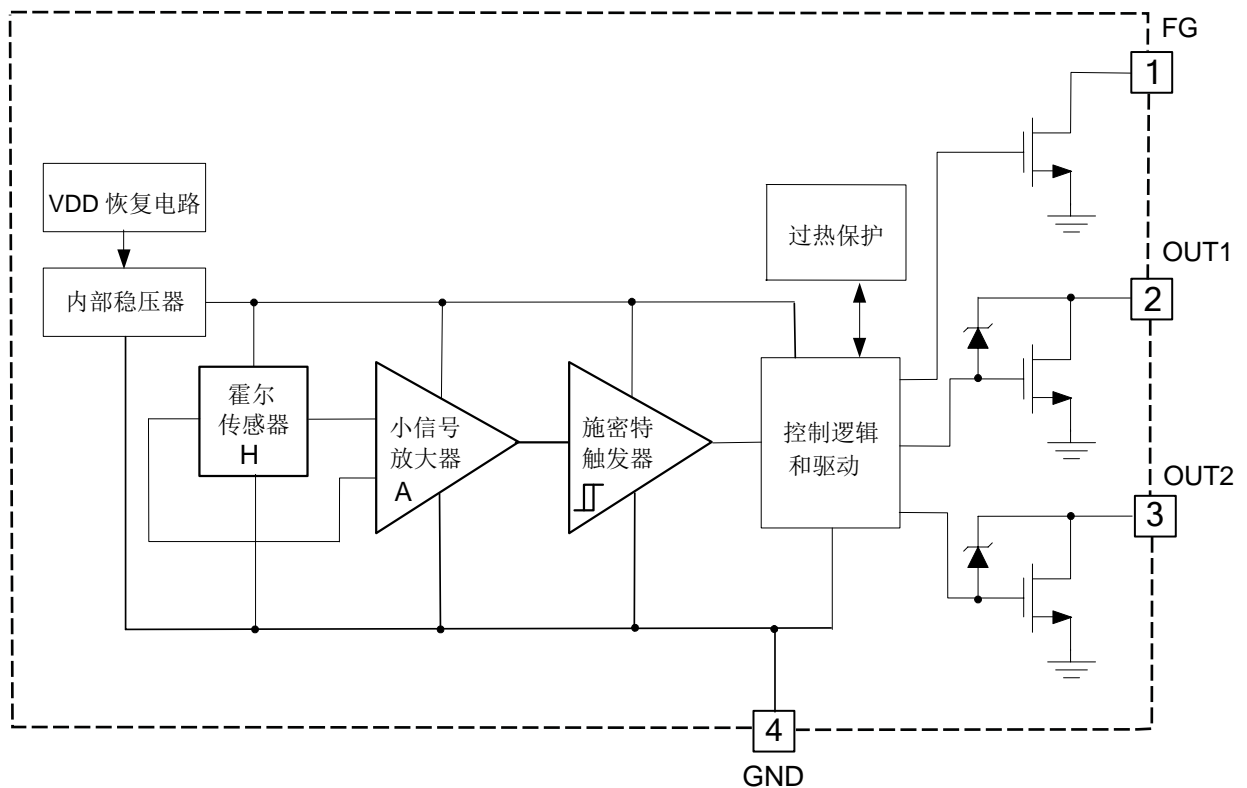 FG
1
VDD 恢复电路
过热保护
OUT1
2
内部稳压器
霍尔
传感器
H
小信号
放大器
A
施密特
触发器
控制逻辑
和驱动
OUT2
3
4
GND